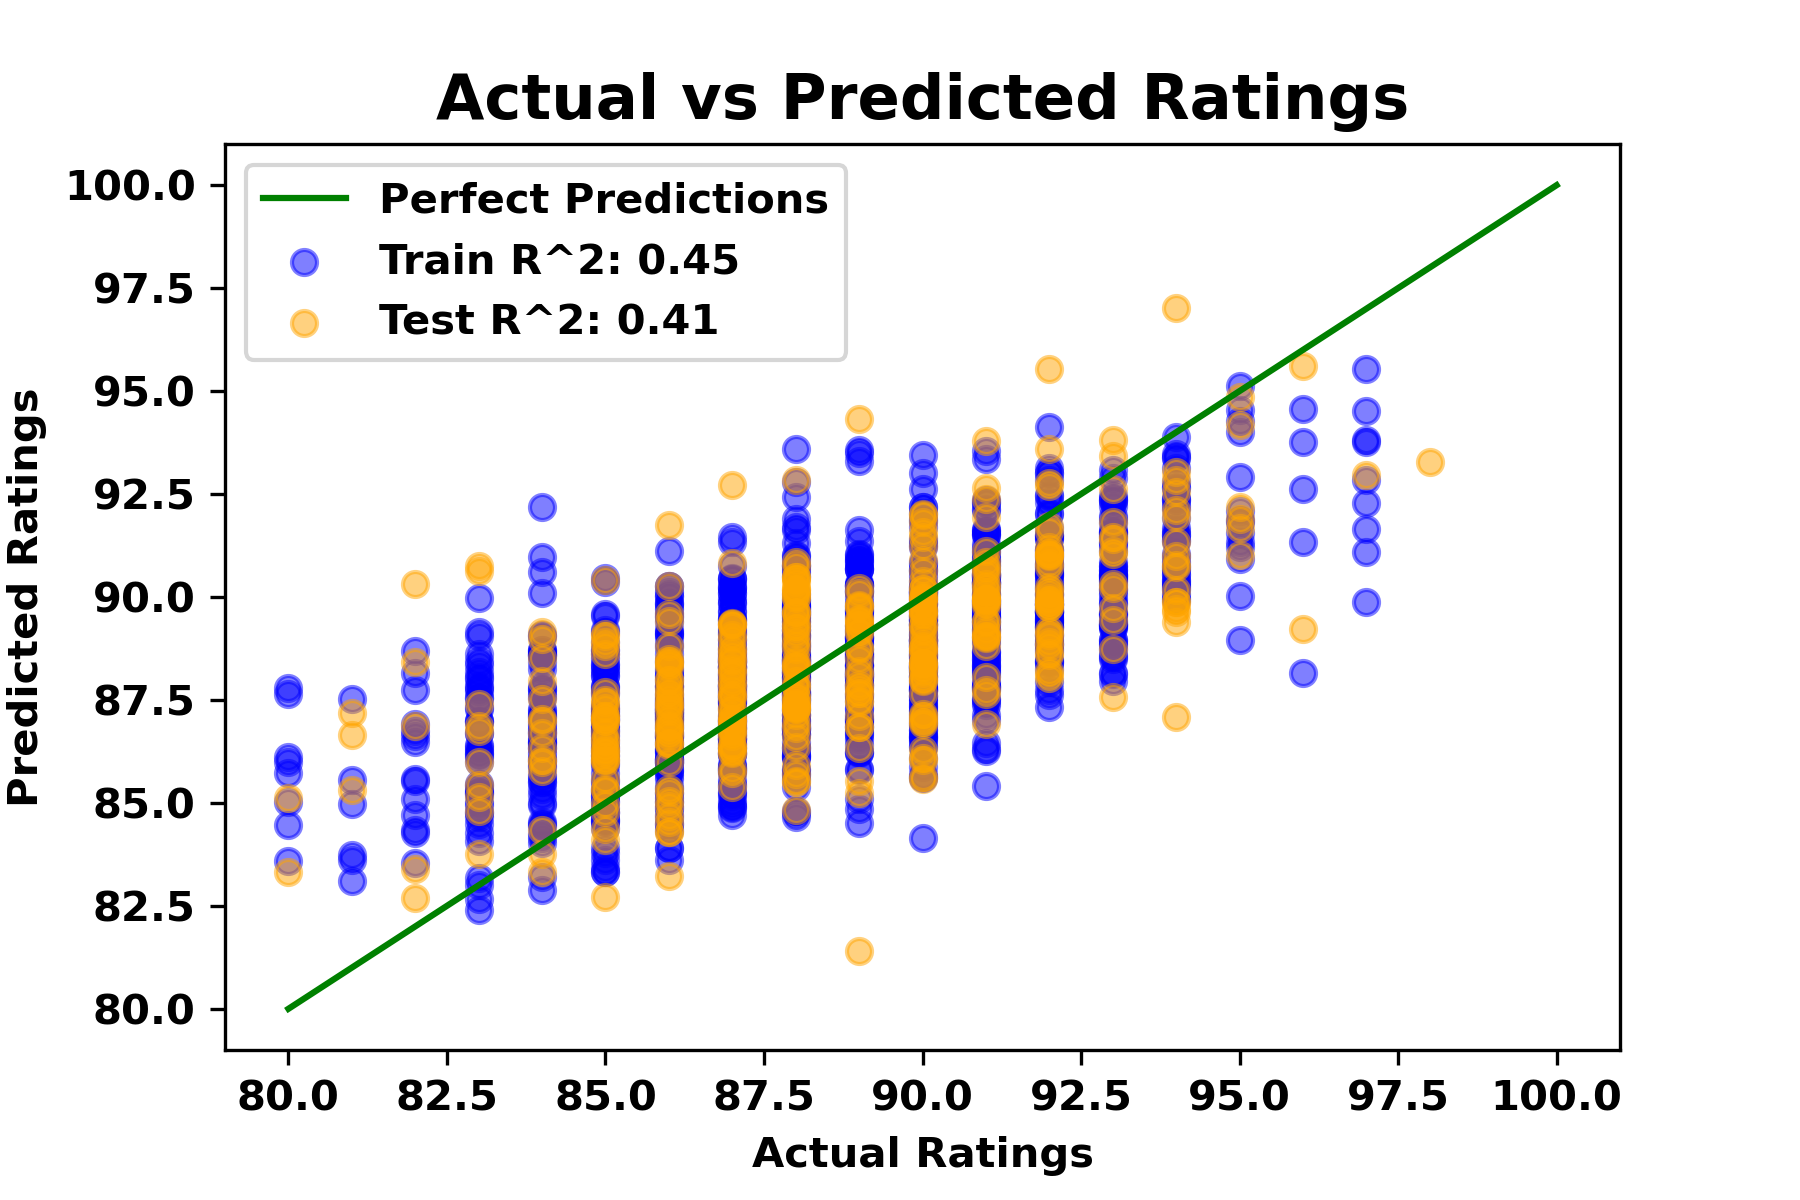 Actual vs Predicted Ratings
Perfect Predictions
Train R^2: 0.45
Test R^2: 0.41
Predicted Ratings
100.0
97.5
95.0
92.5
90.0
87.5
85.0
82.5
80.0
80.0 82.5 85.0 87.5 90.0 92.5 95.0 97.5 100.0
Actual Ratings